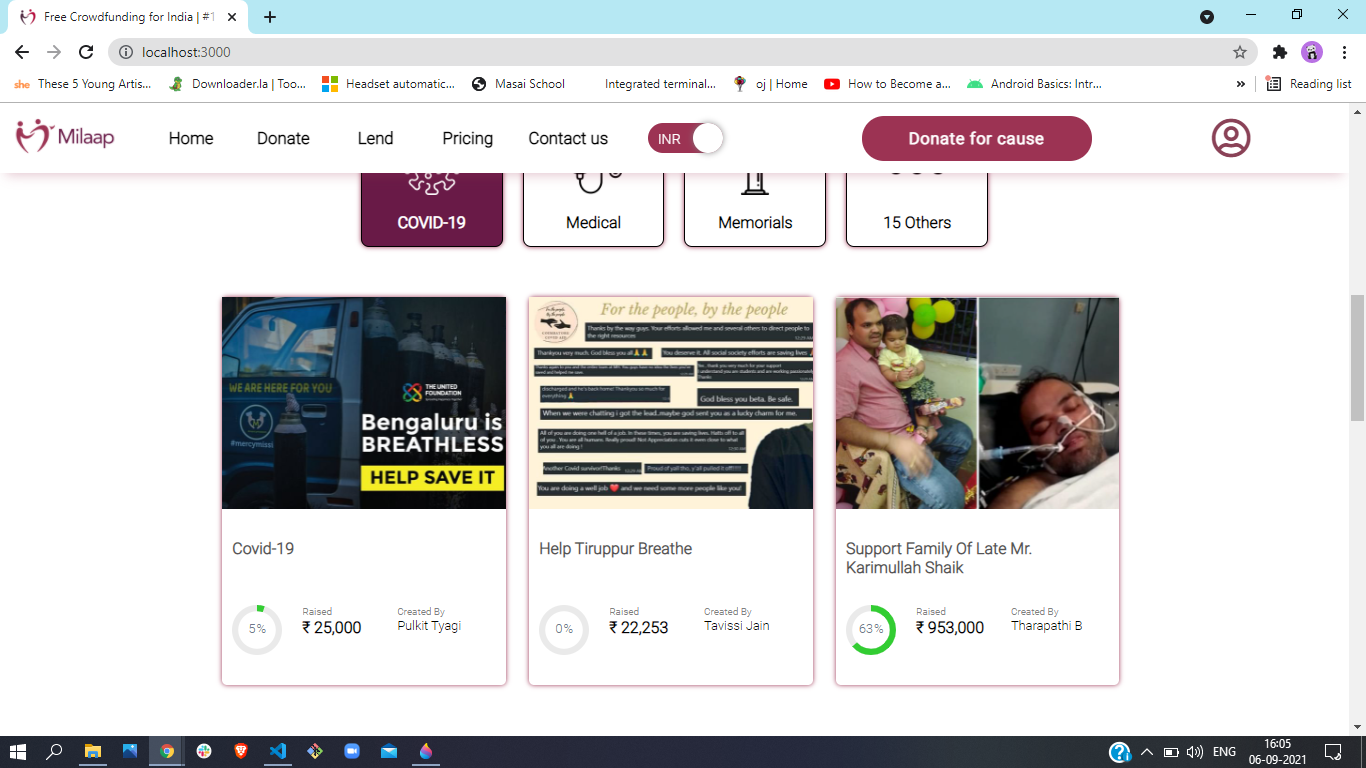 Free Crowdfunding for India | #1
localhost:3000
she These 5 Young Artis...
Downloader.la | Too...
Headset automatic...
Masai School
Integrated terminal...
oj | Home
How to Become a...
Android Basics: Intr...
»
Reading list
Milaap
Home
Donate
Lend
Pricing
Contact us
INR
Donate for cause
COVID-19
Medical
Memorials
15 Others
WE ARE HERE FOR YOU
#mercymissi
THE UNITED
FOUNDATION
Bengaluru is
BREATHLESS
HELP SAVE IT
For the people, by the people
Thanks by the way guys. Your efforts allowed me and several others to direct people to
the right resources
Thankyou very much. God bless you all🙏🙏
You deserve it. All social society efforts are saving lives
discharged and he's back home! Thankyou so much for
everything 🙏
God bless you beta. Be safe.
When we were chatting i got the lead..maybe god sent you as a lucky charm for me.
All of you are doing one hell of a job. In these times, you are saving lives. Hatts off to all
of you.. You are all humans. Really proud! Not Appreciation cuts it were close to what
you all are doing !
Another Covid survivor!Thanks
Proud of yall tho, y'all pulled it off!!!!!
You are doing a well job ❤️ and we need some more people like you!
Covid-19
5%
Raised
₹ 25,000
Created By
Pulkit Tyagi
Help Tiruppur Breathe
0%
Raised
₹ 22,253
Created By
Tavissi Jain
Support Family Of Late Mr.
Karimullah Shaik
63%
Raised
₹ 953,000
Created By
Tharapathi B
ENG
16:05
06-09-2021